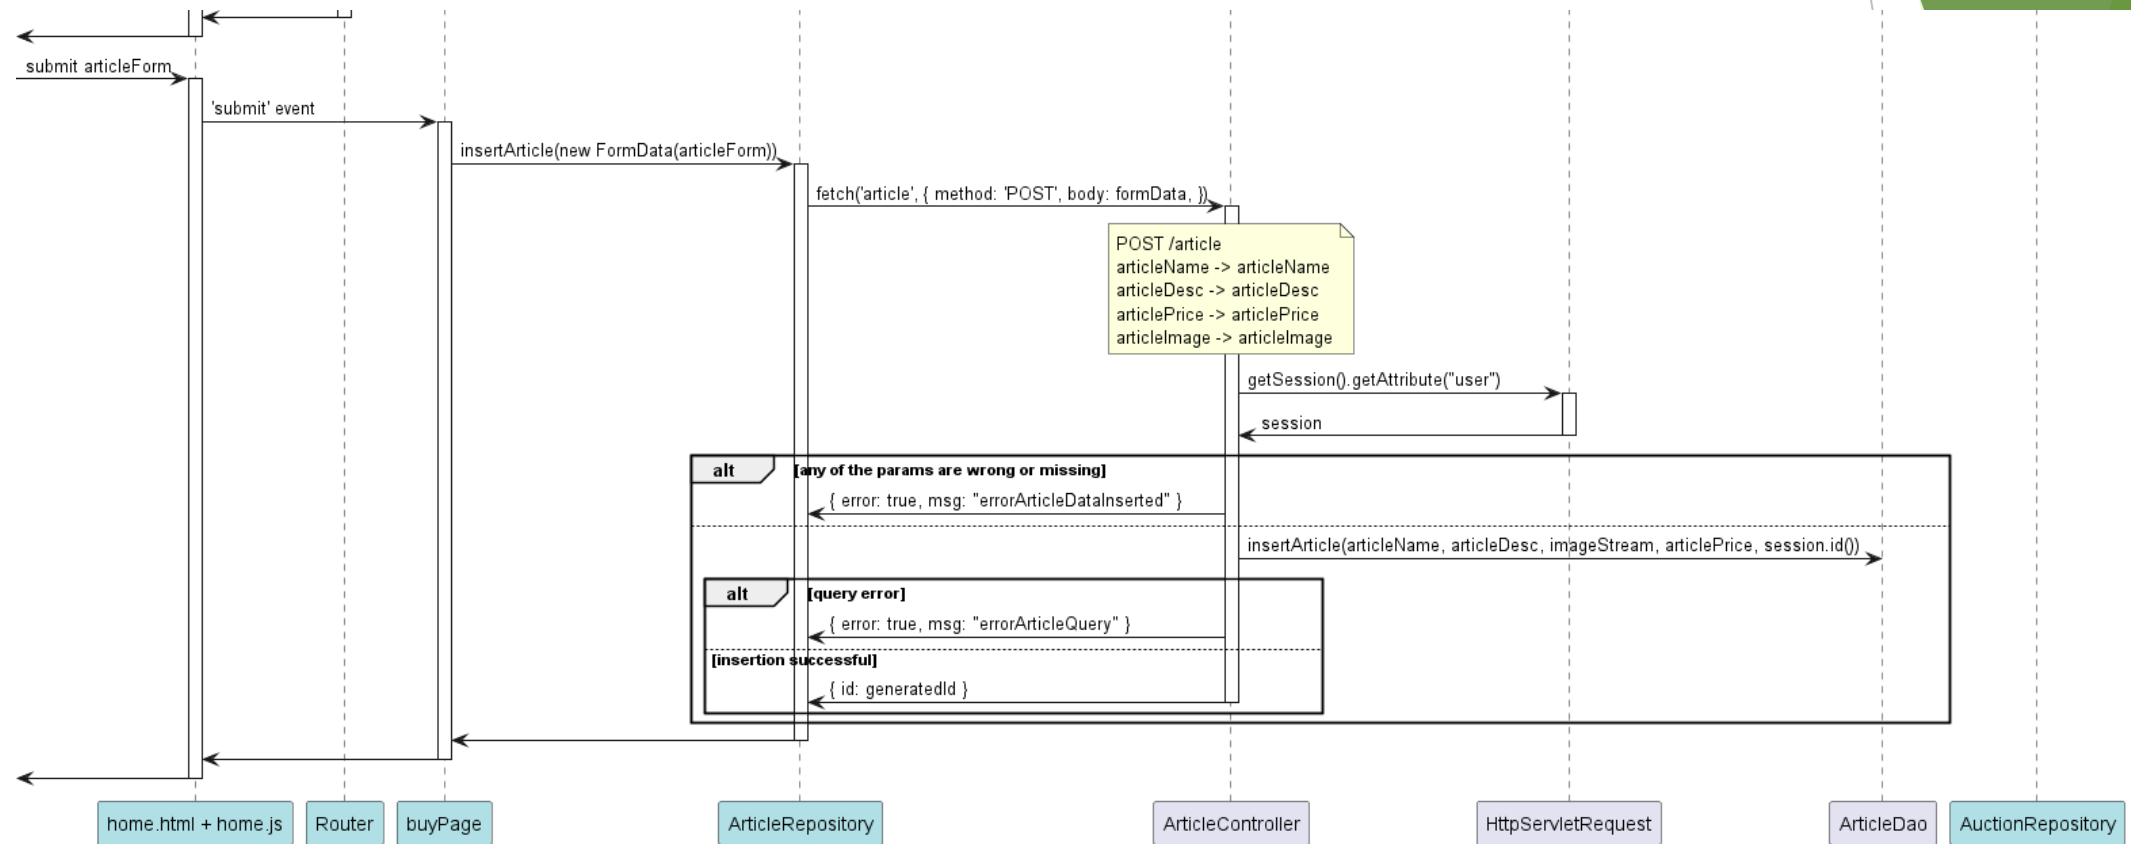 submit articleForm
'submit' event
insertArticle(new FormData(articleForm))
fetch('article', { method: 'POST', body: formData, })
POST /article
articleName -> articleName
articleDesc -> articleDesc
articlePrice -> articlePrice
articleImage -> articleImage
getSession().getAttribute("user")
session
alt [any of the params are wrong or missing]
{ error: true, msg: "errorArticleDataInserted" }
insertArticle(articleName, articleDesc, imageStream, articlePrice, session.id())
alt [query error]
{ error: true, msg: "errorArticleQuery" }
[insertion successful]
{ id: generatedId }
home.html + home.js
Router
buyPage
ArticleRepository
ArticleController
HttpServletRequest
ArticleDao
AuctionRepository